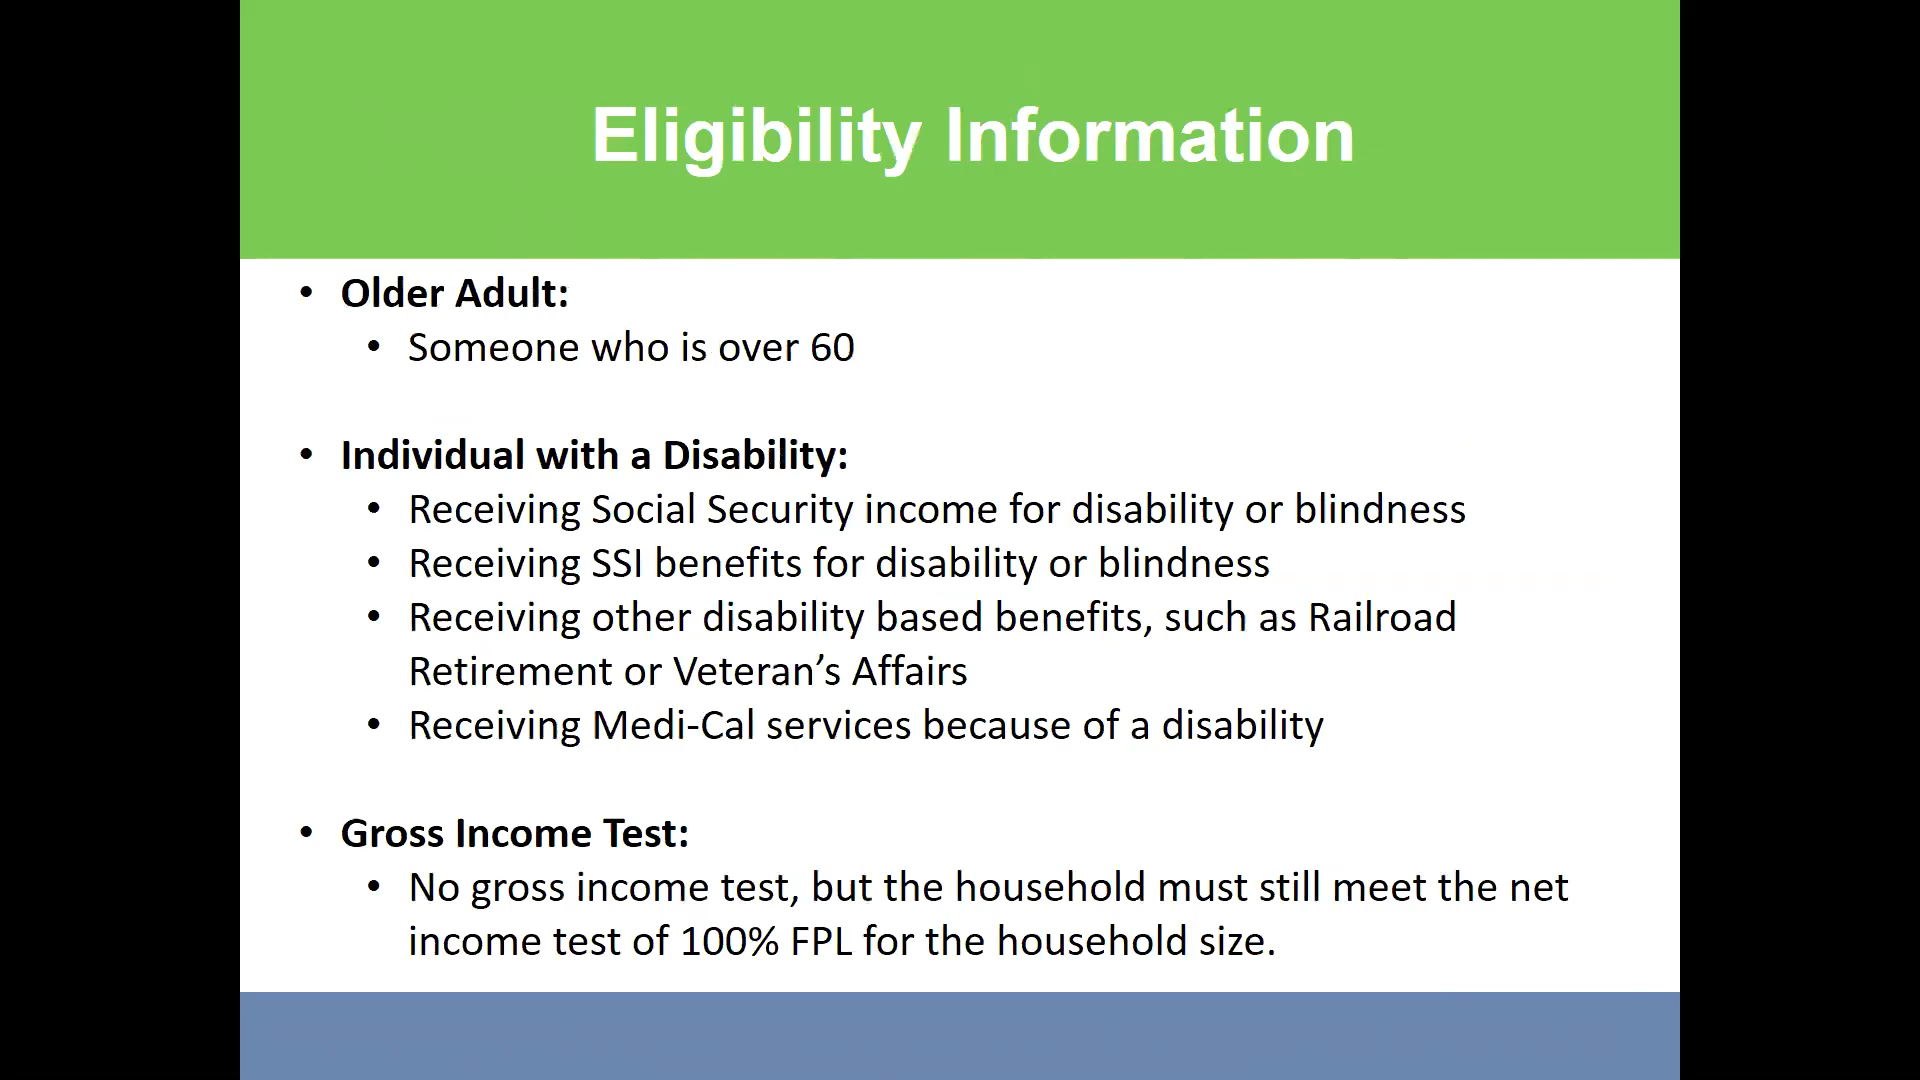 Eligibility Information
• Older Adult:
• Someone who is over 60
• Individual with a Disability:
• Receiving Social Security income for disability or blindness
• Receiving SSI benefits for disability or blindness
• Receiving other disability based benefits, such as Railroad
Retirement or Veteran’s Affairs
• Receiving Medi-Cal services because of a disability
• Gross Income Test:
• No gross income test, but the household must still meet the net
income test of 100% FPL for the household size.